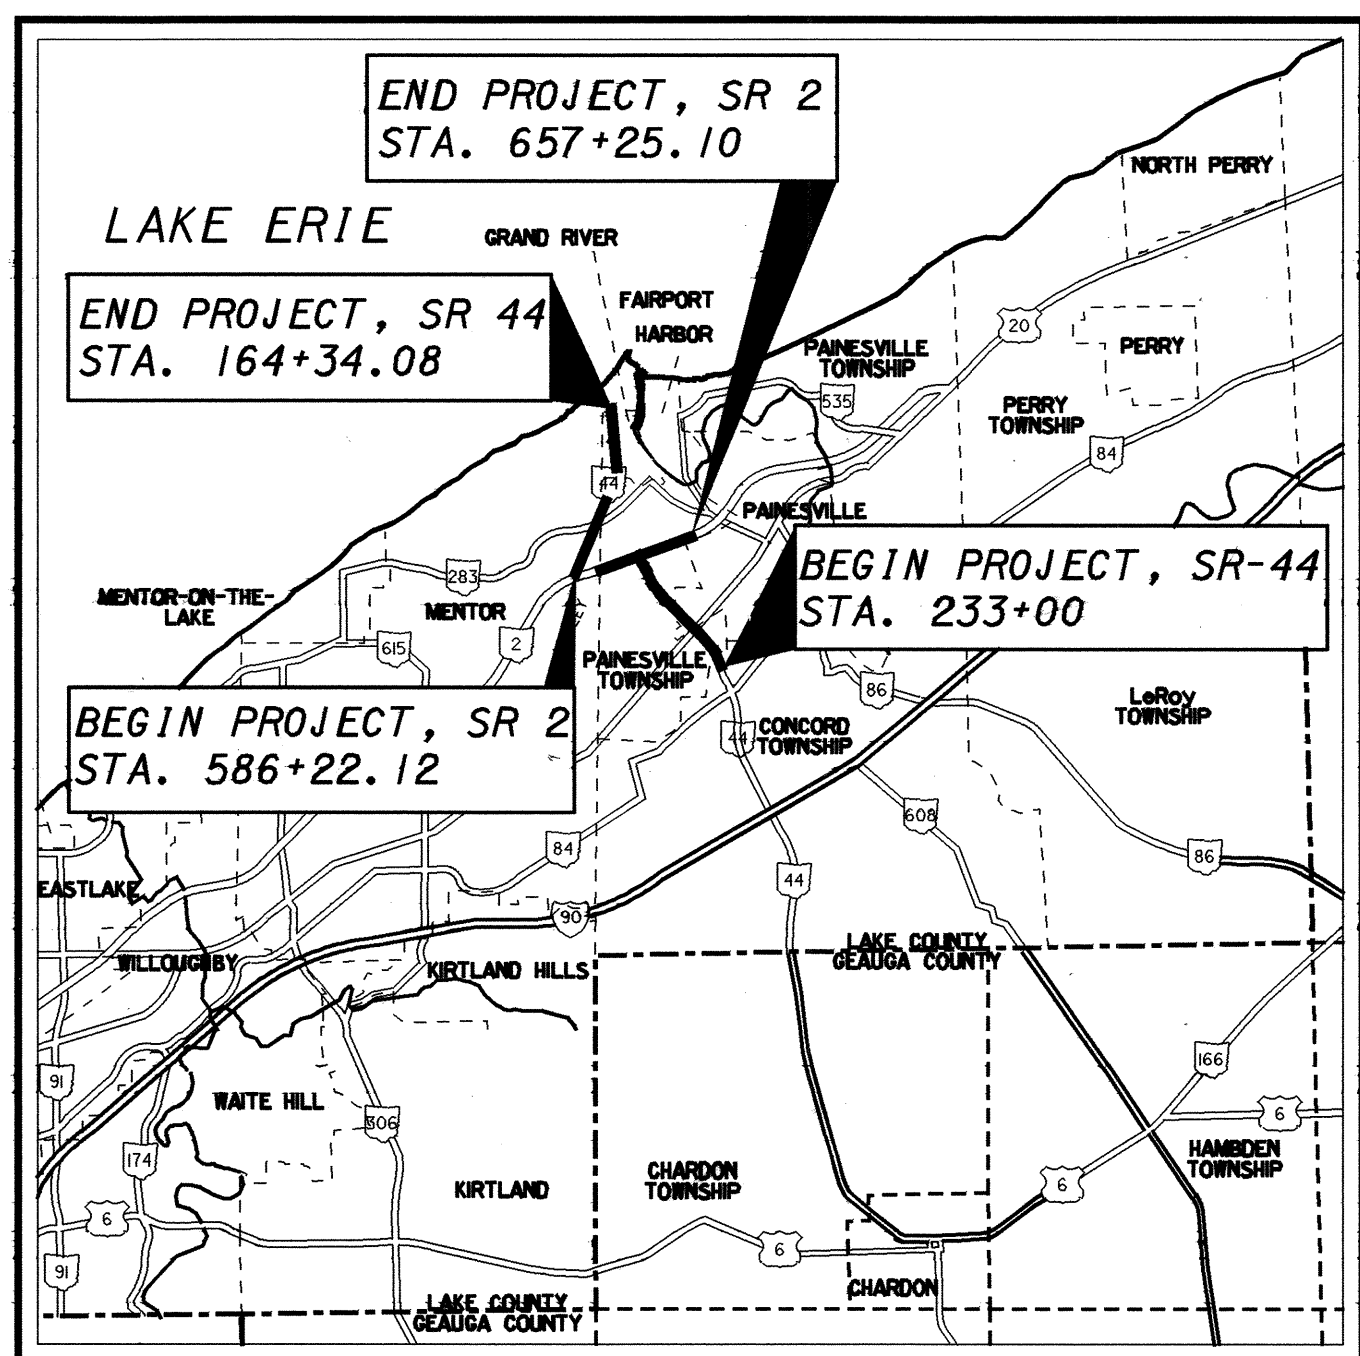 END PROJECT, SR 2
STA. 657+25.10
NORTH PERRY
LAKE ERIE
GRAND RIVER
END PROJECT, SR 44
STA. 164+34.08
FAIRPORT
HARBOR
20
PAINESVILLE
TOWNSHIP
PERRY
535
PERRY
TOWNSHIP
84
44
PAINESVILLE
BEGIN PROJECT, SR-44
STA. 233+00
283
MENTOR-ON-THE-
LAKE
MENTOR
615
2
PAINESVILLE
TOWNSHIP
86
LeRoy
TOWNSHIP
BEGIN PROJECT, SR 2
STA. 586+22.12
44
CONCORD
TOWNSHIP
608
84
86
44
EASTLAKE
90
LAKE COUNTY
GEAUGA COUNTY
WILLOUGHBY
KIRTLAND HILLS
166
91
WAITE HILL
306
6
174
HAMBDEN
TOWNSHIP
CHARDON
TOWNSHIP
KIRTLAND
6
6
6
91
CHARDON
LAKE COUNTY
GEAUGA COUNTY